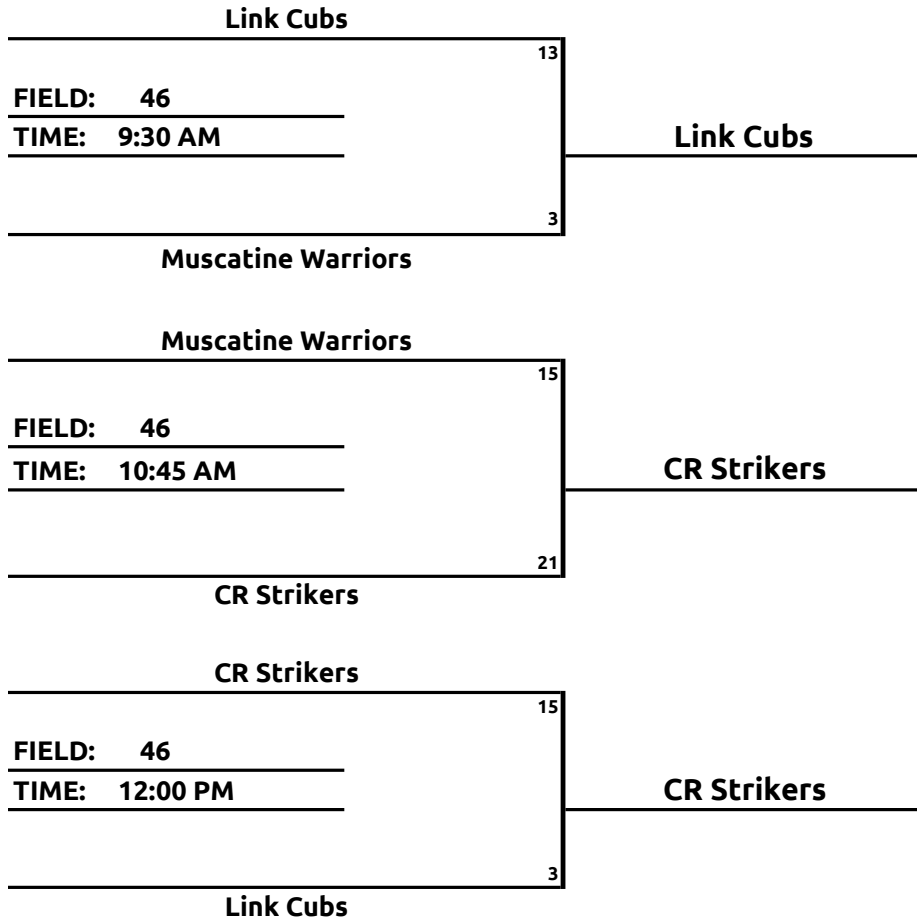 Link Cubs
13
FIELD: 46
TIME: 9:30 AM
Link Cubs
3
Muscatine Warriors
Muscatine Warriors
15
FIELD: 46
TIME: 10:45 AM
CR Strikers
21
CR Strikers
CR Strikers
15
FIELD: 46
TIME: 12:00 PM
CR Strikers
3
Link Cubs